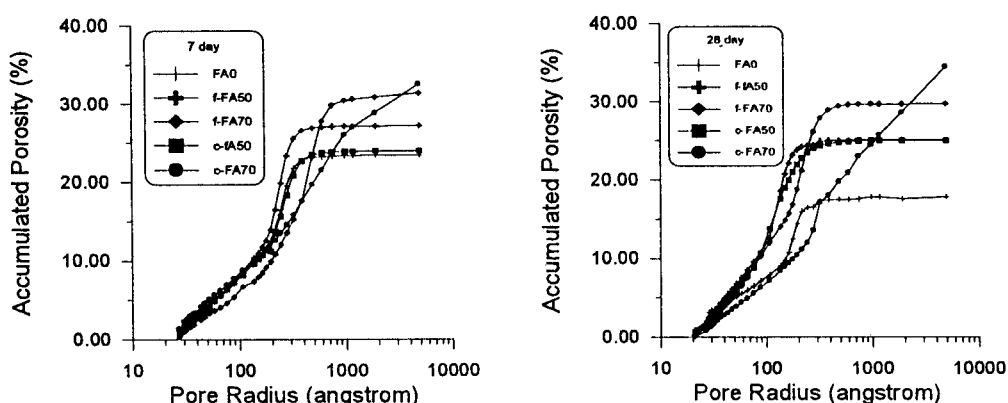 Accumulated Porosity (%)
40.00
30.00
20.00
10.00
0.00
7 day
FA0
f-FA50
f-FA70
c-fA50
c-FA70
10
100
1000
10000
Pore Radius (angstrom)
Accumulated Porosity (%)
40.00
30.00
20.00
10.00
0.00
28 day
FA0
f-fA50
f-FA70
c-FA50
c-FA70
10
100
1000
10000
Pore Radius (angstrom)